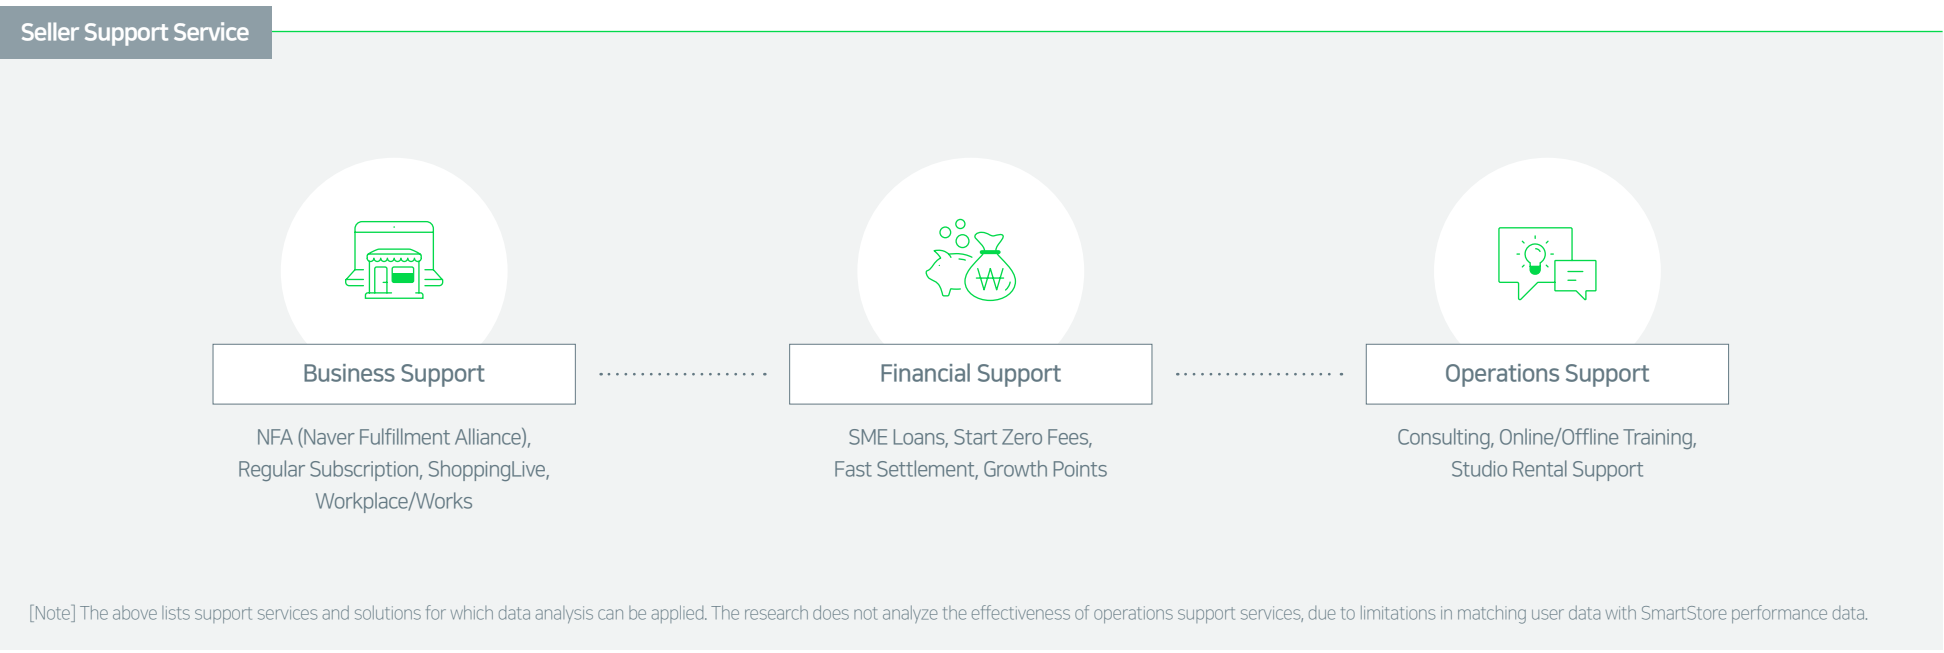 Seller Support Service
₩
Business Support
Financial Support
Operations Support
NFA (Naver Fulfillment Alliance),
Regular Subscription, ShoppingLive,
Workplace/Works
SME Loans, Start Zero Fees,
Fast Settlement, Growth Points
Consulting, Online/Offline Training,
Studio Rental Support
[Note] The above lists support services and solutions for which data analysis can be applied. The research does not analyze the effectiveness of operations support services, due to limitations in matching user data with SmartStore performance data.